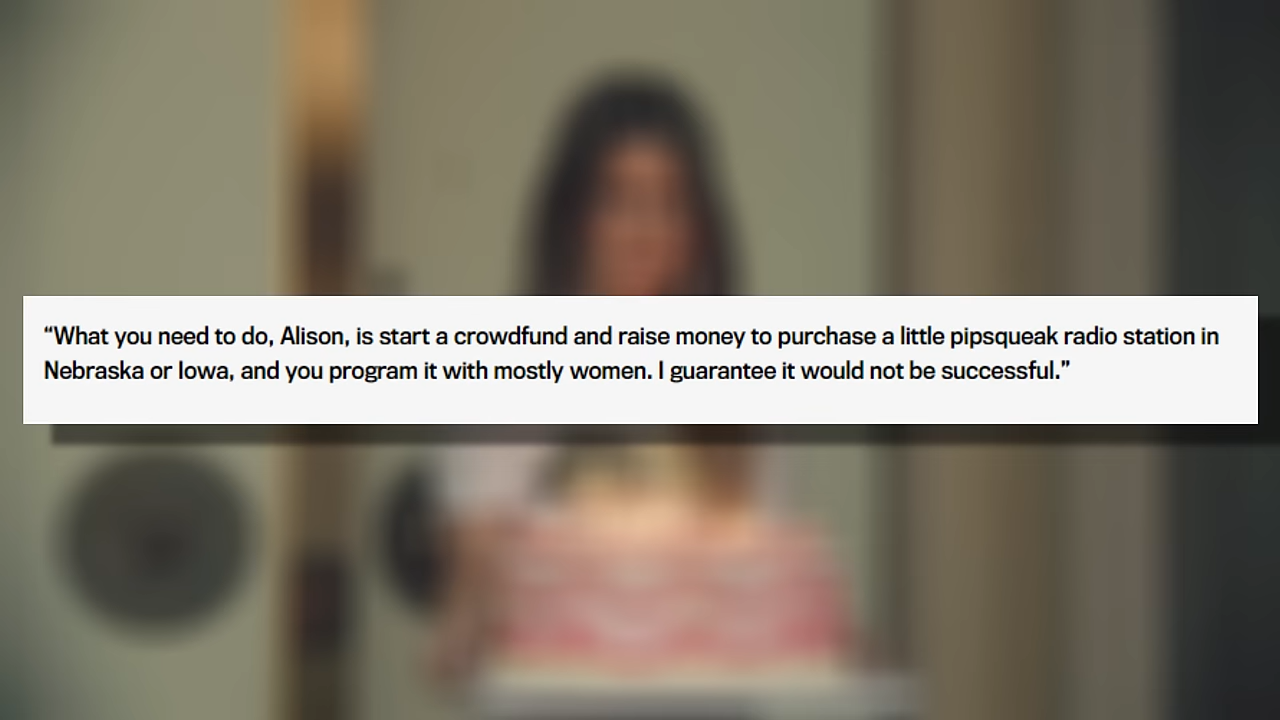 “What you need to do, Alison, is start a crowdfund and raise money to purchase a little pipsqueak radio station in
Nebraska or Iowa, and you program it with mostly women. I guarantee it would not be successful.”